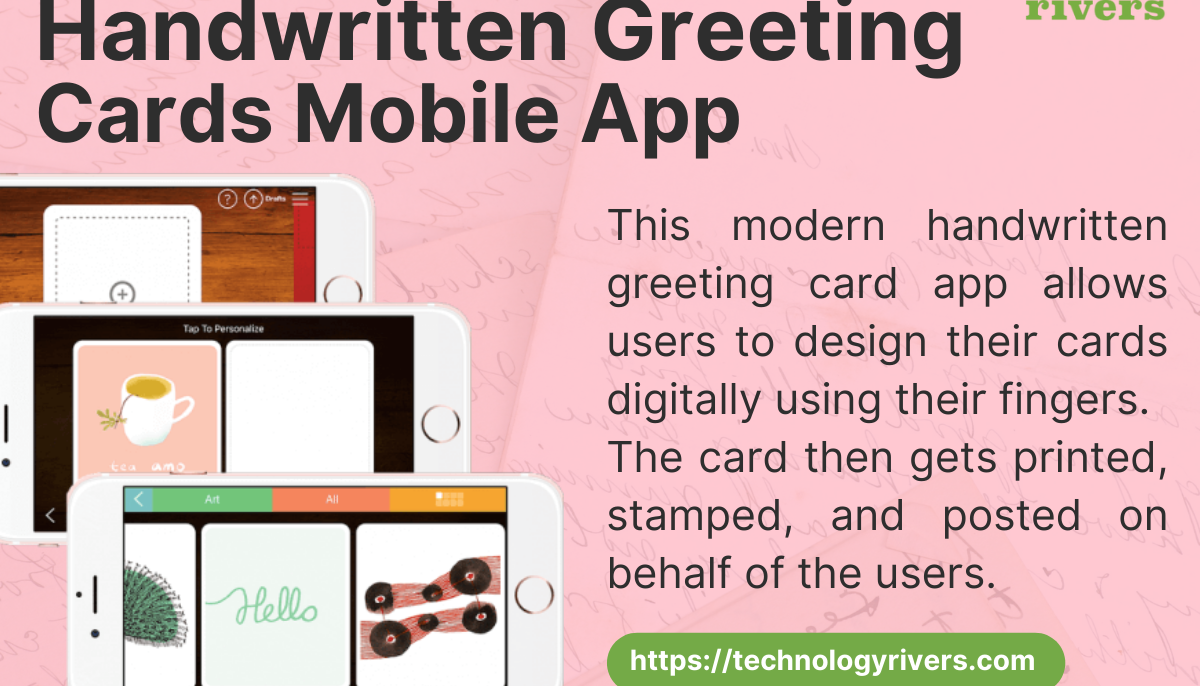 rivers
Handwritten Greeting
Cards Mobile App
Drafts
Tap To Personalize
tea amo
Art All
Hello
This modern handwritten
greeting card app allows
users to design their cards
digitally using their fingers.
The card then gets printed,
stamped, and posted on
behalf of the users.
https://technologyrivers.com